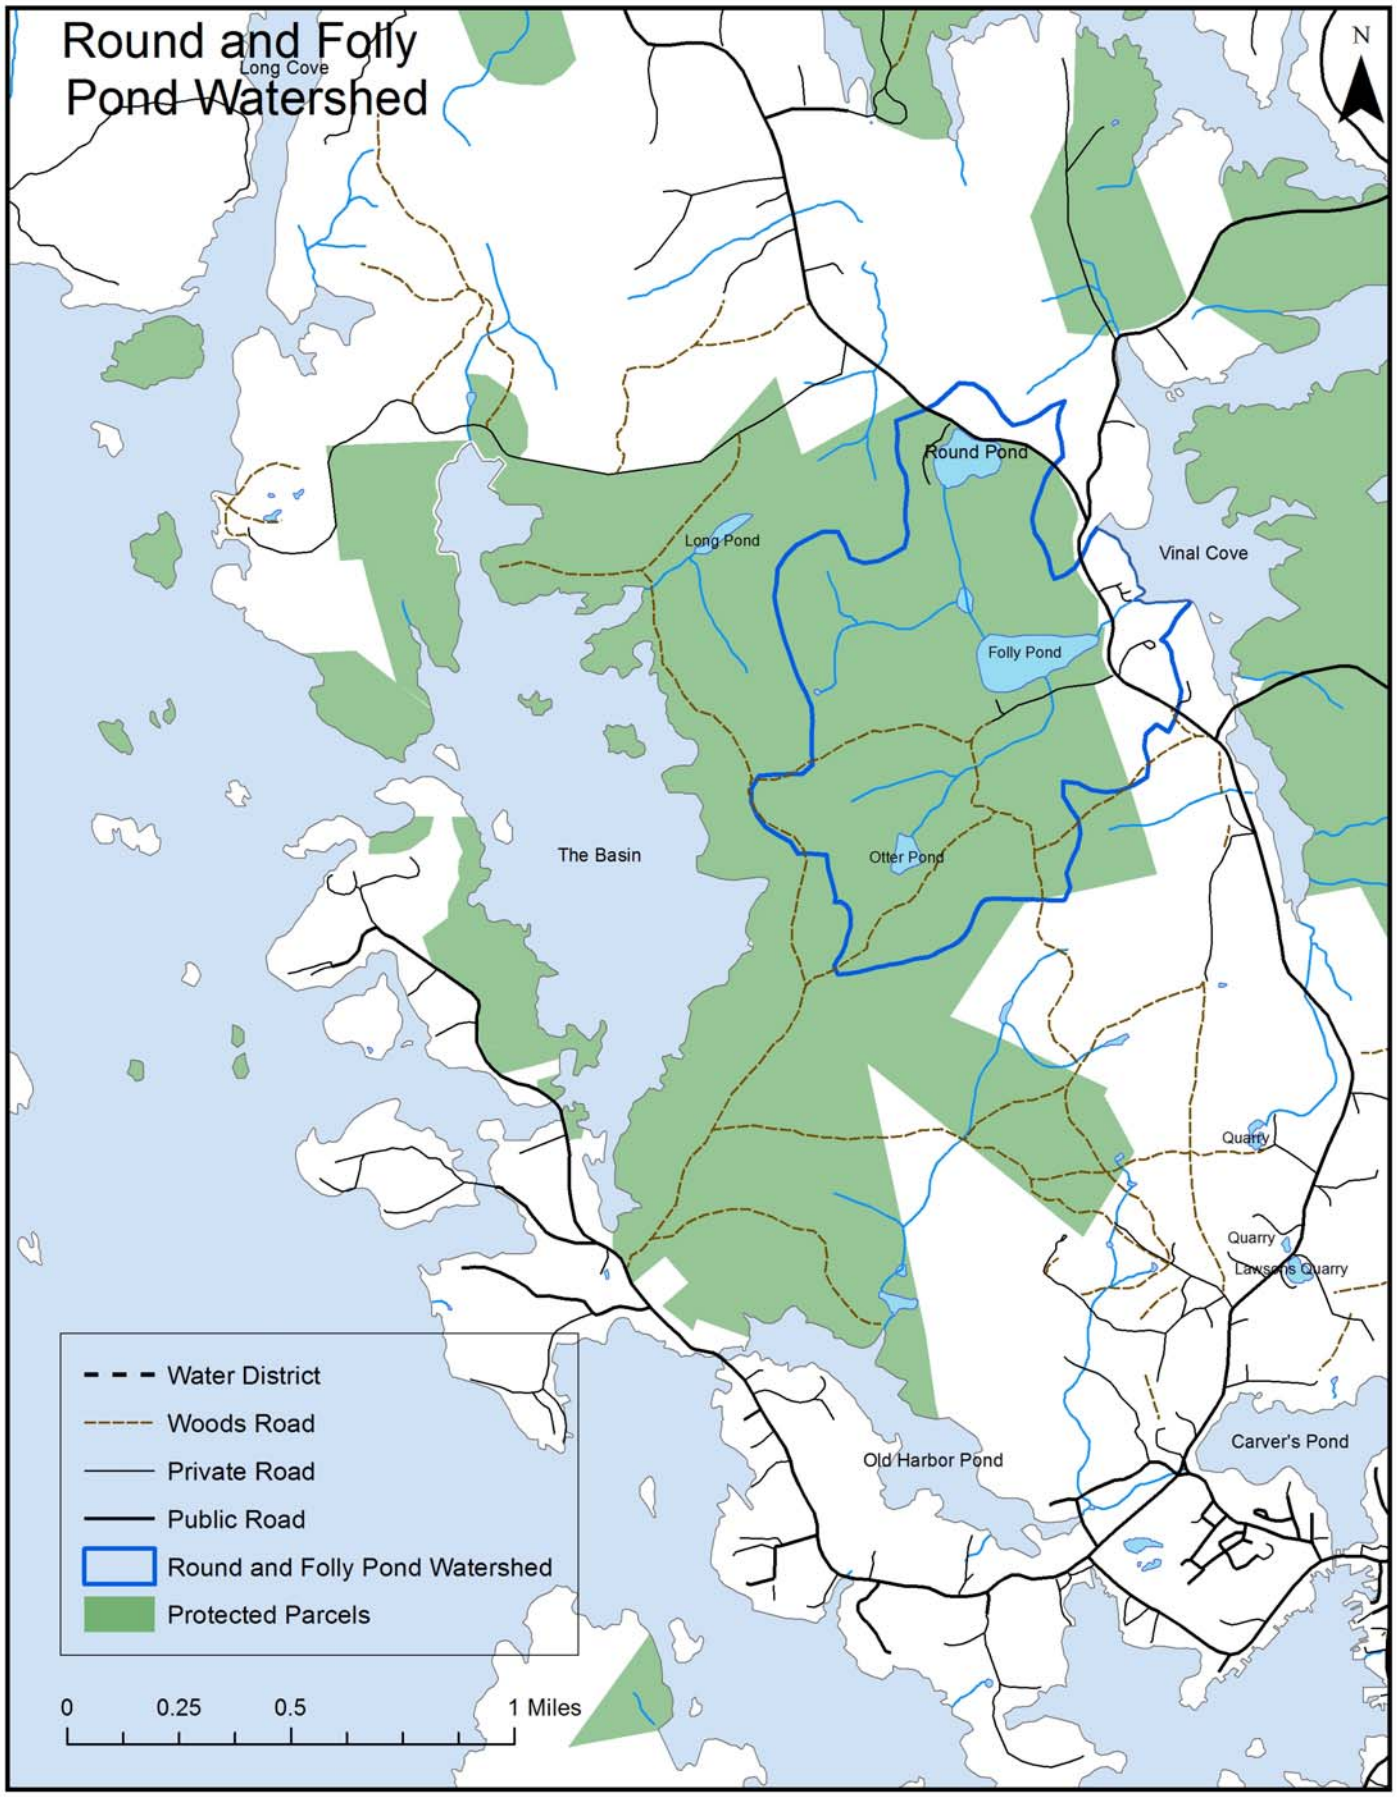 Round and Folly
Pond Watershed
Long Cove
N
Round Pond
Long Pond
Vinal Cove
Folly Pond
The Basin
Otter Pond
Quarry
Quarry
Lawsons Quarry
Carver's Pond
Old Harbor Pond
Water District
Woods Road
Private Road
Public Road
Round and Folly Pond Watershed
Protected Parcels
0 0.25 0.5 1 Miles